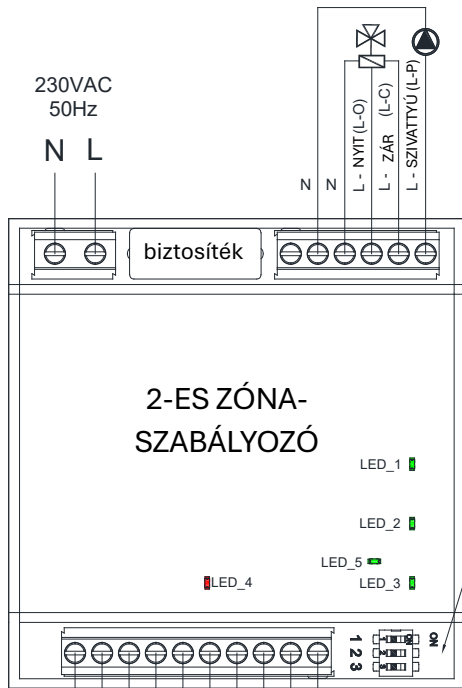 230VAC
50Hz
N L
N N L - NYIT (L-O) L - ZÁR (L-C) L - SZIVATTYÚ (L-P)
biztosíték
2-ES ZÓNA-
SZABÁLYOZÓ
LED_1
LED_2
LED_5
LED_4 LED_3
1 ON ON
2
3